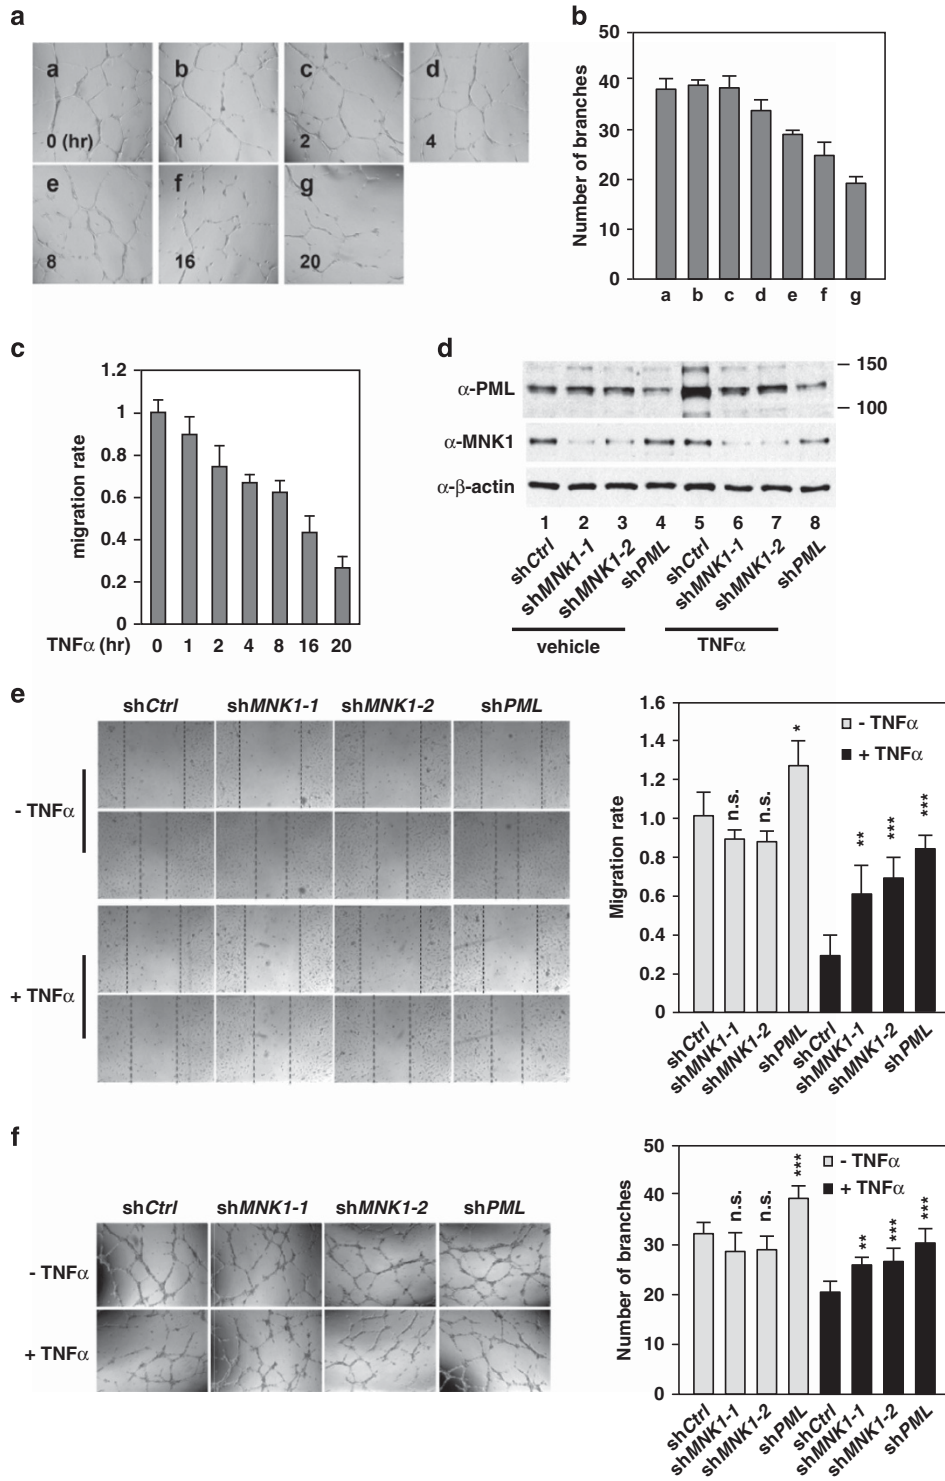 a
a
0 (hr)
b
1
c
2
d
4
e
8
f
16
g
20
b
Number of branches
50
40
30
20
10
0
a b c d e f g
c
migration rate
1.2
1
0.8
0.6
0.4
0.2
0
TNFα (hr) 0 1 2 4 8 16 20
d
α-PML
150
100
α-MNK1
α-β-actin
1 2 3 4 5 6 7 8
shCtrl shMNK1-1 shMNK1-2 shPML shCtrl shMNK1-1 shMNK1-2 shPML
vehicle TNFα
e
shCtrl shMNK1-1 shMNK1-2 shPML
- TNFα
+ TNFα
Migration rate
1.6
1.4
1.2
1.0
0.8
0.6
0.4
0.2
0
- TNFα
+ TNFα
n.s. n.s. * ** *** ***
shCtrl shMNK1-1 shMNK1-2 shPML shCtrl shMNK1-1 shMNK1-2 shPML
f
shCtrl shMNK1-1 shMNK1-2 shPML
- TNFα
+ TNFα
Number of branches
50
40
30
20
10
0
- TNFα
+ TNFα
n.s. n.s. *** ** *** ***
shCtrl shMNK1-1 shMNK1-2 shPML shCtrl shMNK1-1 shMNK1-2 shPML